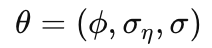 θ = (ϕ, σ_η, σ)